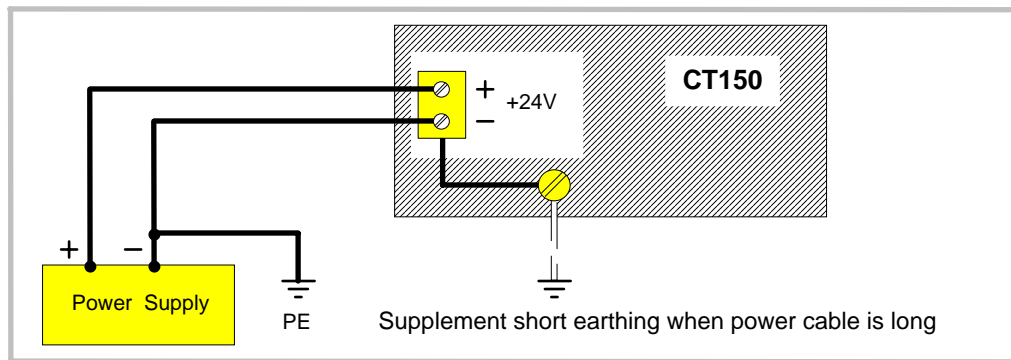 CT150
+
+24V
−
+ −
Power Supply
PE
Supplement short earthing when power cable is long